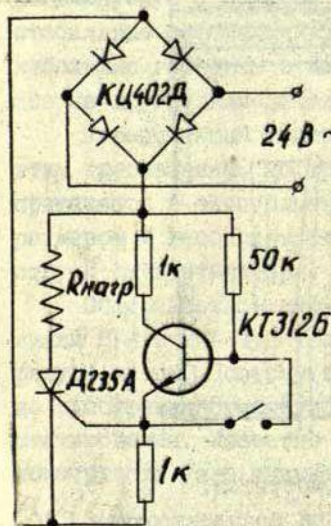 КЦ402Д
24 В ~
1к
50к
Rнагр
КТ312Б
Д235А
1к